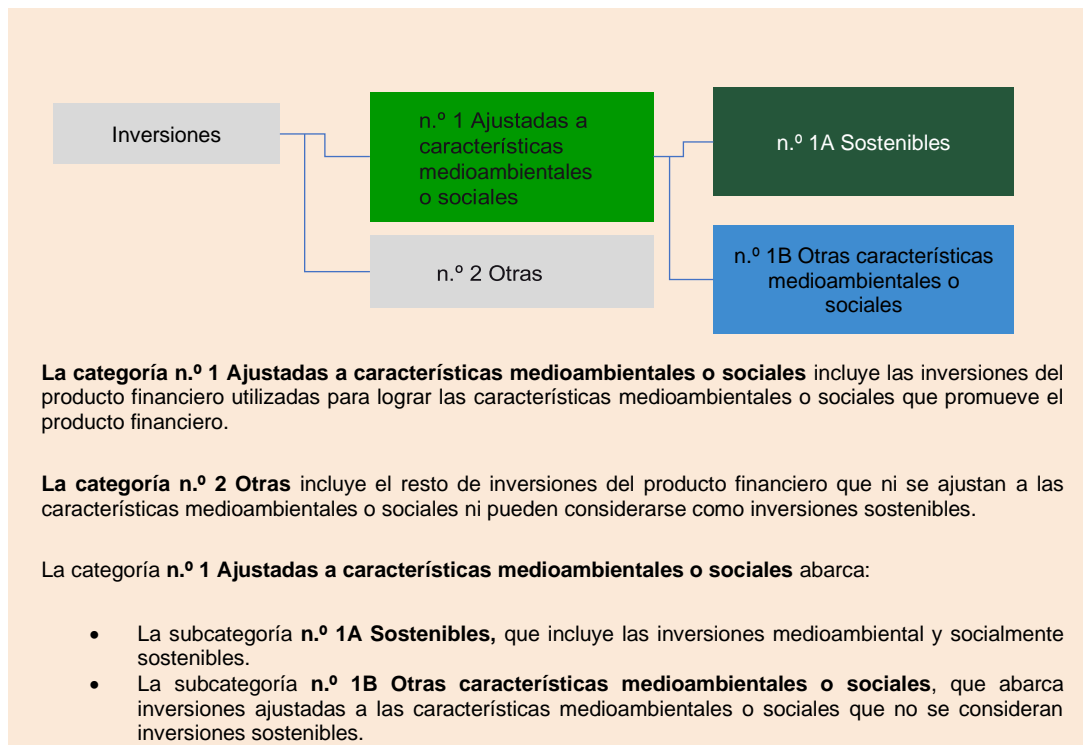 Inversiones
n.º 1 Ajustadas a
características
medioambientales
o sociales
n.º 2 Otras
n.º 1A Sostenibles
n.º 1B Otras características
medioambientales o
sociales
La categoría n.º 1 Ajustadas a características medioambientales o sociales incluye las inversiones del
producto financiero utilizadas para lograr las características medioambientales o sociales que promueve el
producto financiero.
La categoría n.º 2 Otras incluye el resto de inversiones del producto financiero que ni se ajustan a las
características medioambientales o sociales ni pueden considerarse como inversiones sostenibles.
La categoría n.º 1 Ajustadas a características medioambientales o sociales abarca:
• La subcategoría n.º 1A Sostenibles, que incluye las inversiones medioambiental y socialmente
sostenibles.
• La subcategoría n.º 1B Otras características medioambientales o sociales, que abarca
inversiones ajustadas a las características medioambientales o sociales que no se consideran
inversiones sostenibles.